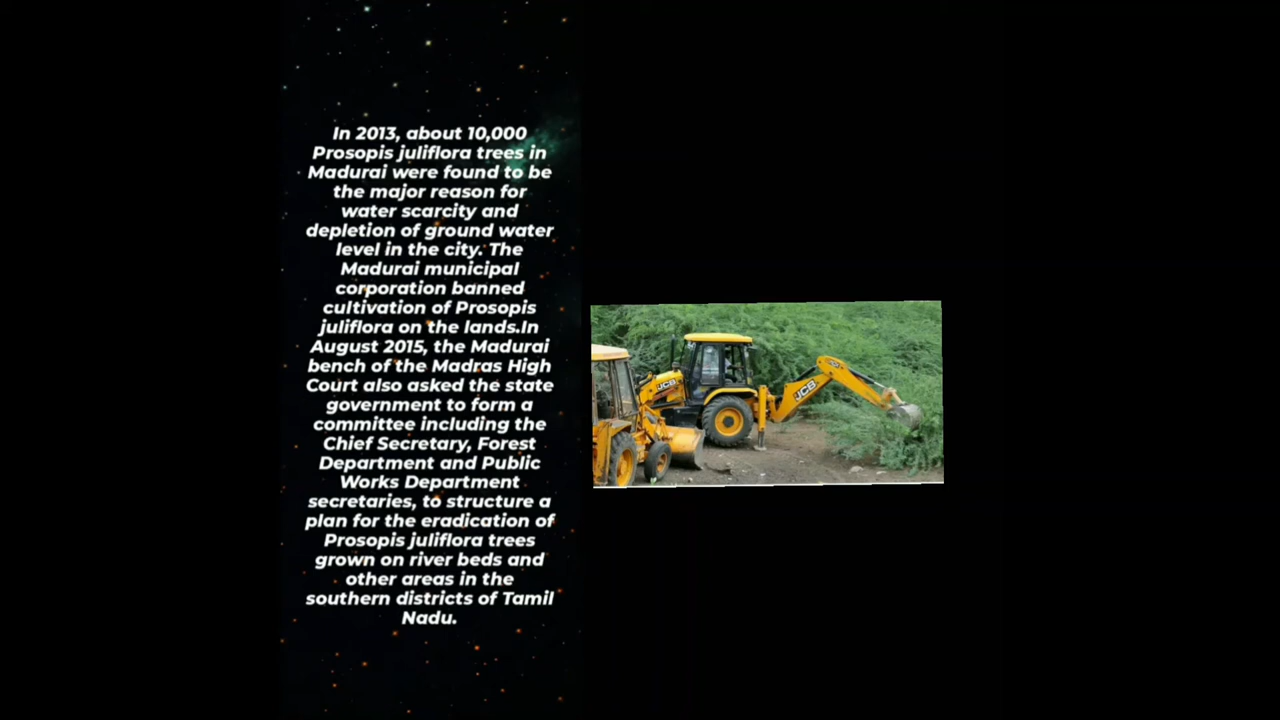 In 2013, about 10,000
Prosopis juliflora trees in
Madurai were found to be
the major reason for
water scarcity and
depletion of ground water
level in the city. The
Madurai municipal
corporation banned
cultivation of Prosopis
juliflora on the lands.In
August 2015, the Madurai
bench of the Madras High
Court also asked the state
government to form a
committee including the
Chief Secretary, Forest
Department and Public
Works Department
secretaries, to structure a
plan for the eradication of
Prosopis juliflora trees
grown on river beds and
other areas in the
southern districts of Tamil
Nadu.
JCB
JCB